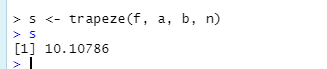 > s <- trapeze(f, a, b, n)
> s
[1] 10.10786
>